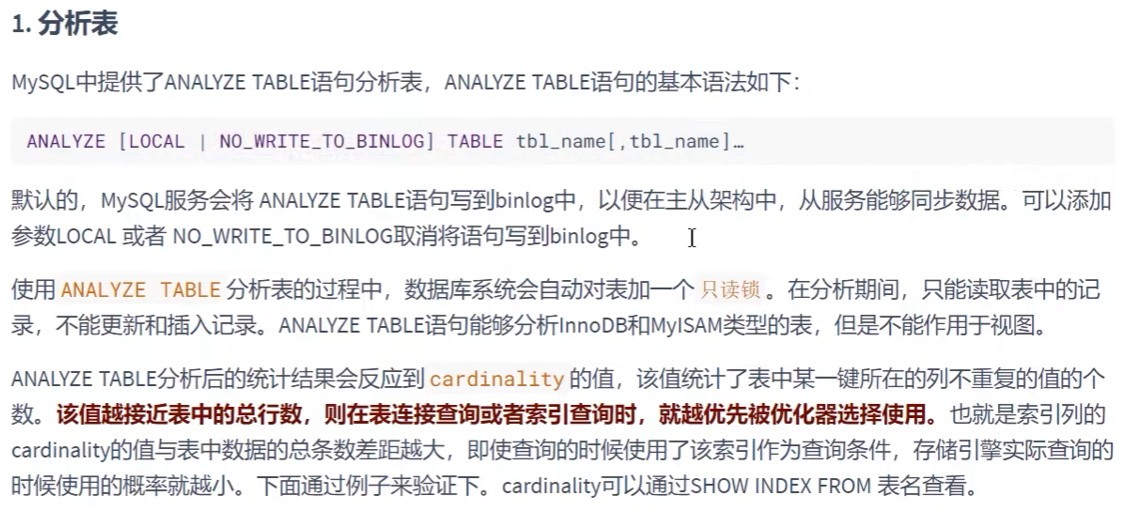 1. 分析表
MySQL中提供了ANALYZE TABLE语句分析表，ANALYZE TABLE语句的基本语法如下：
ANALYZE [LOCAL | NO_WRITE_TO_BINLOG] TABLE tbl_name[,tbl_name]…
默认的，MySQL服务会将 ANALYZE TABLE语句写到binlog中，以便在主从架构中，从服务能够同步数据。可以添加
参数LOCAL 或者 NO_WRITE_TO_BINLOG取消将语句写到binlog中。
使用 ANALYZE TABLE 分析表的过程中，数据库系统会自动对表加一个 只读锁 。在分析期间，只能读取表中的记
录，不能更新和插入记录。ANALYZE TABLE语句能够分析InnoDB和MyISAM类型的表，但是不能作用于视图。
ANALYZE TABLE分析后的统计结果会反应到 cardinality 的值，该值统计了表中某一键所在的列不重复的值的个
数。该值越接近表中的总行数，则在表连接查询或者索引查询时，就越优先被优化器选择使用。也就是索引列的
cardinality的值与表中数据的总条数差距越大，即使查询的时候使用了该索引作为查询条件，存储引擎实际查询的
时候使用的概率就越小。下面通过例子来验证下。cardinality可以通过SHOW INDEX FROM 表名查看。